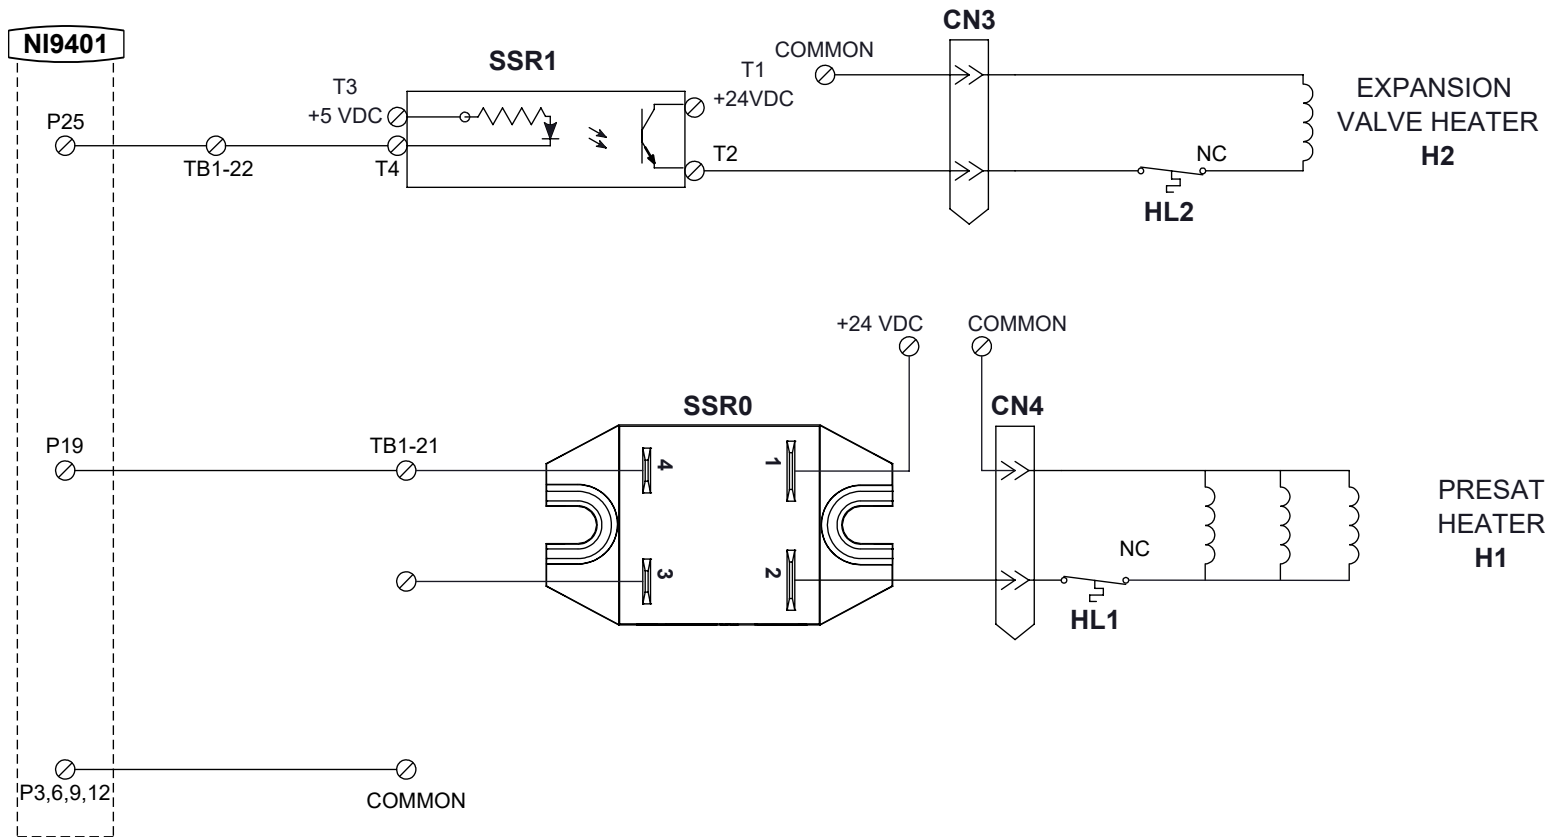 CN3
NI9401
COMMON
SSR1
T1
T3
+24VDC
+5 VDC
EXPANSION
VALVE HEATER
H2
P25
TB1-22
T4
T2
NC
HL2
+24 VDC
COMMON
SSR0
CN4
P19
TB1-21
4
1
PRESAT
HEATER
H1
NC
3
2
HL1
P3,6,9,12
COMMON